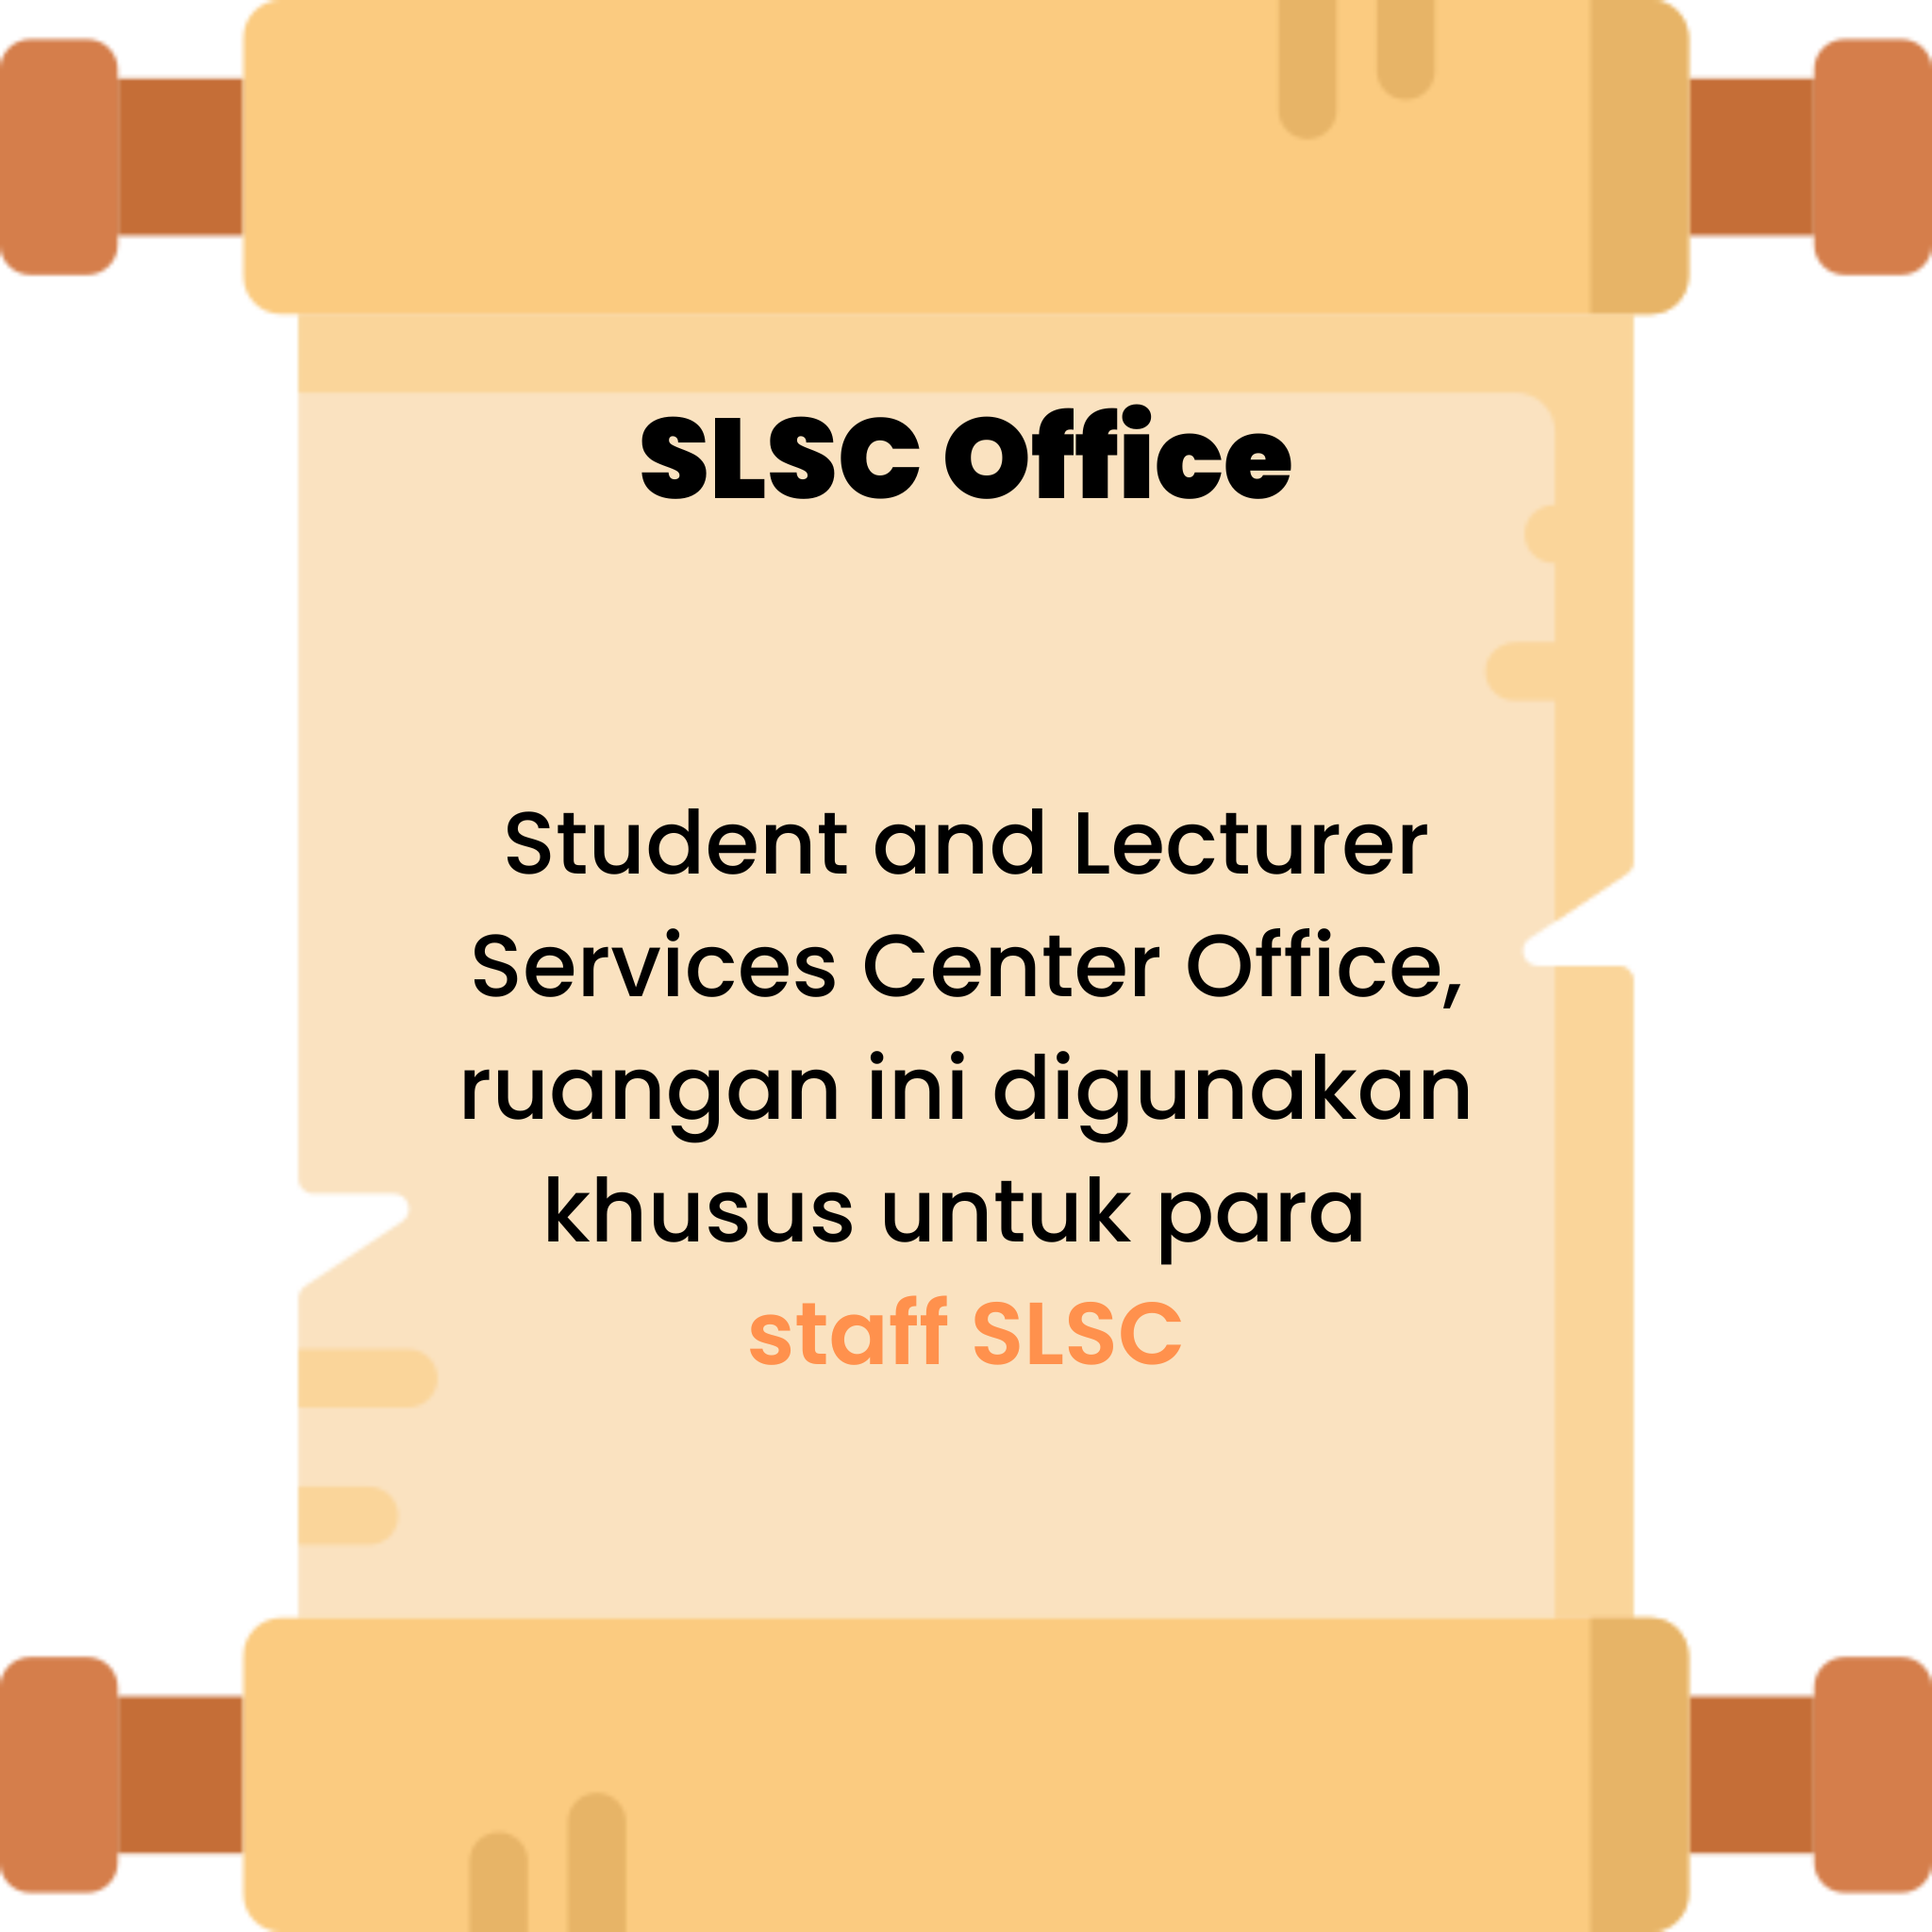 SLSC Office
Student and Lecturer
Services Center Office,
ruangan ini digunakan
khusus untuk para
staff SLSC